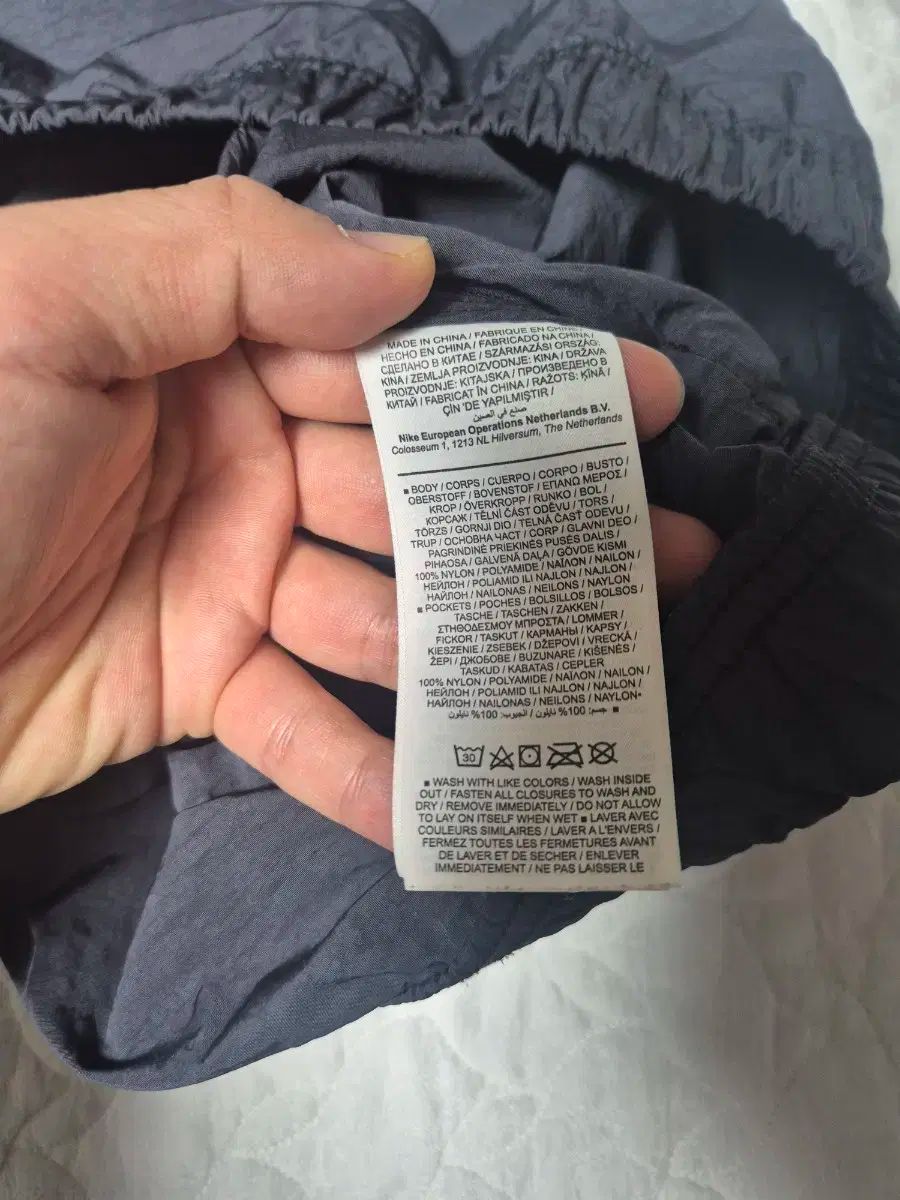 MADE IN CHINA / FABRIQUE EN CHINE /
HECHO EN CHINA / FABRICADO NA CHINA /
СДЕЛАНО В КИТАЕ / SZÁRMAZÁSI ORSZÁG:
KÍNA / ZEMLJA PROIZVODNJE: KINA / DRŽAVA
PROIZVODNJE: KITAJSKA / ПРОИЗВЕДЕНО В
КИТАЙ / FABRICAT ÎN CHINA / RAŽOTS: ĶĪNĀ /
ÇİN 'DE YAPILMIŞTIR /
صنع في الصين
Nike European Operations Netherlands B.V.
Colosseum 1, 1213 NL Hilversum, The Netherlands
■ BODY / CORPS / CUERPO / CORPO / BUSTO /
OBERSTOFF / BOVENSTOF / ΕΠΑΝΩ ΜΕΡΟΣ /
KROP / ÖVERKROPP / RUNKO / BOL /
КОРСАЖ / TĚLNÍ ČÁST ODĚVU / TORS /
TÖRZS / GORNJI DIO / TELNÁ ČASŤ ODEVU /
TRUP / ОСНОВНА ЧАСТ / CORP / GLAVNI DEO /
PAGRINDINĖ PRIEKINĖS PUSĖS DALIS /
PIHAOSA / GALVENĀ DAĻA / GÖVDE KISMI
100% NYLON / POLYAMIDE / ΝΑΪΛΟΝ / NAILON /
НЕЙЛОН / POLIAMID ILI NAJLON / NAJLON /
НАЙЛОН / NAILONAS / NEILONS / NAYLON
■ POCKETS / POCHES / BOLSILLOS / BOLSOS /
TASCHE / TASCHEN / ZAKKEN /
ΣΤΗΘΟΔΕΣΜΟΥ ΜΠΡΟΣΤΑ / LOMMER /
FICKOR / TASKUT / КАРМАНЫ / KAPSY /
KIESZENIE / ZSEBEK / DŽEPOVI / VRECKÁ /
ŽEPI / ДЖОБОВЕ / BUZUNARE / KIŠENĖS /
TASKUD / KABATAS / CEPLER
100% NYLON / POLYAMIDE / ΝΑΪΛΟΝ / NAILON /
НЕЙЛОН / POLIAMID ILI NAJLON / NAJLON /
НАЙЛОН / NAILONAS / NEILONS / NAYLON•
■ جسم: 100% نايلون / الجيوب: 100% نايلون
30
■ WASH WITH LIKE COLORS / WASH INSIDE
OUT / FASTEN ALL CLOSURES TO WASH AND
DRY / REMOVE IMMEDIATELY / DO NOT ALLOW
TO LAY ON ITSELF WHEN WET ■ LAVER AVEC
COULEURS SIMILAIRES / LAVER A L'ENVERS /
FERMEZ TOUTES LES FERMETURES AVANT
DE LAVER ET DE SECHER / ENLEVER
IMMEDIATEMENT / NE PAS LAISSER LE